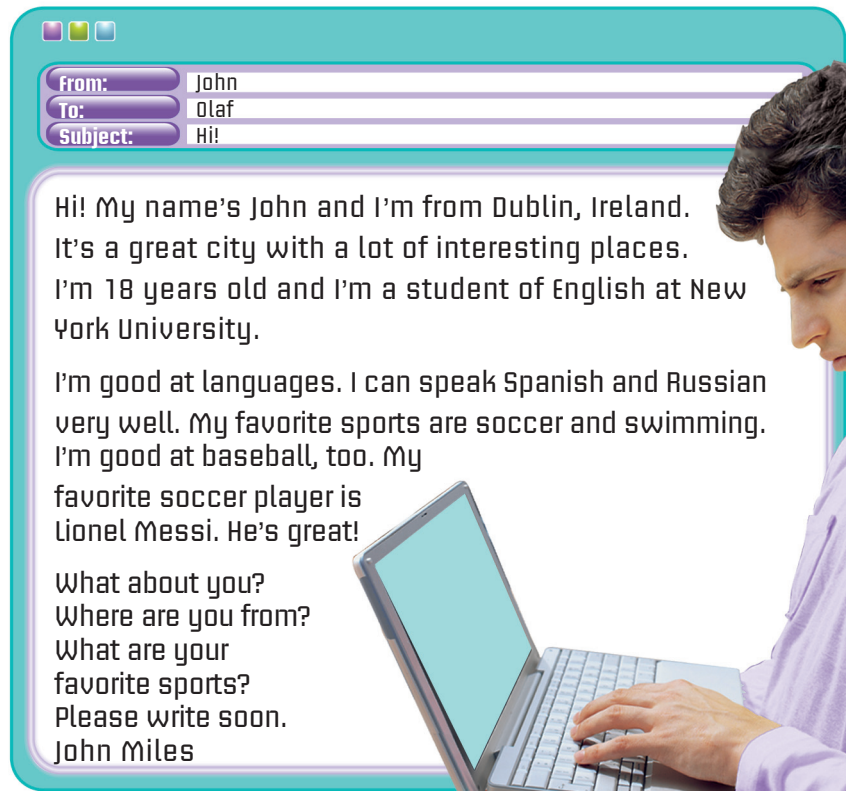 From: John
To: Olaf
Subject: Hi!
Hi! My name's John and I'm from Dublin, Ireland.
It's a great city with a lot of interesting places.
I'm 18 years old and I'm a student of English at New
York University.
I'm good at languages. I can speak Spanish and Russian
very well. My favorite sports are soccer and swimming.
I'm good at baseball, too. My
favorite soccer player is
Lionel Messi. He's great!
What about you?
Where are you from?
What are your
favorite sports?
Please write soon.
John Miles